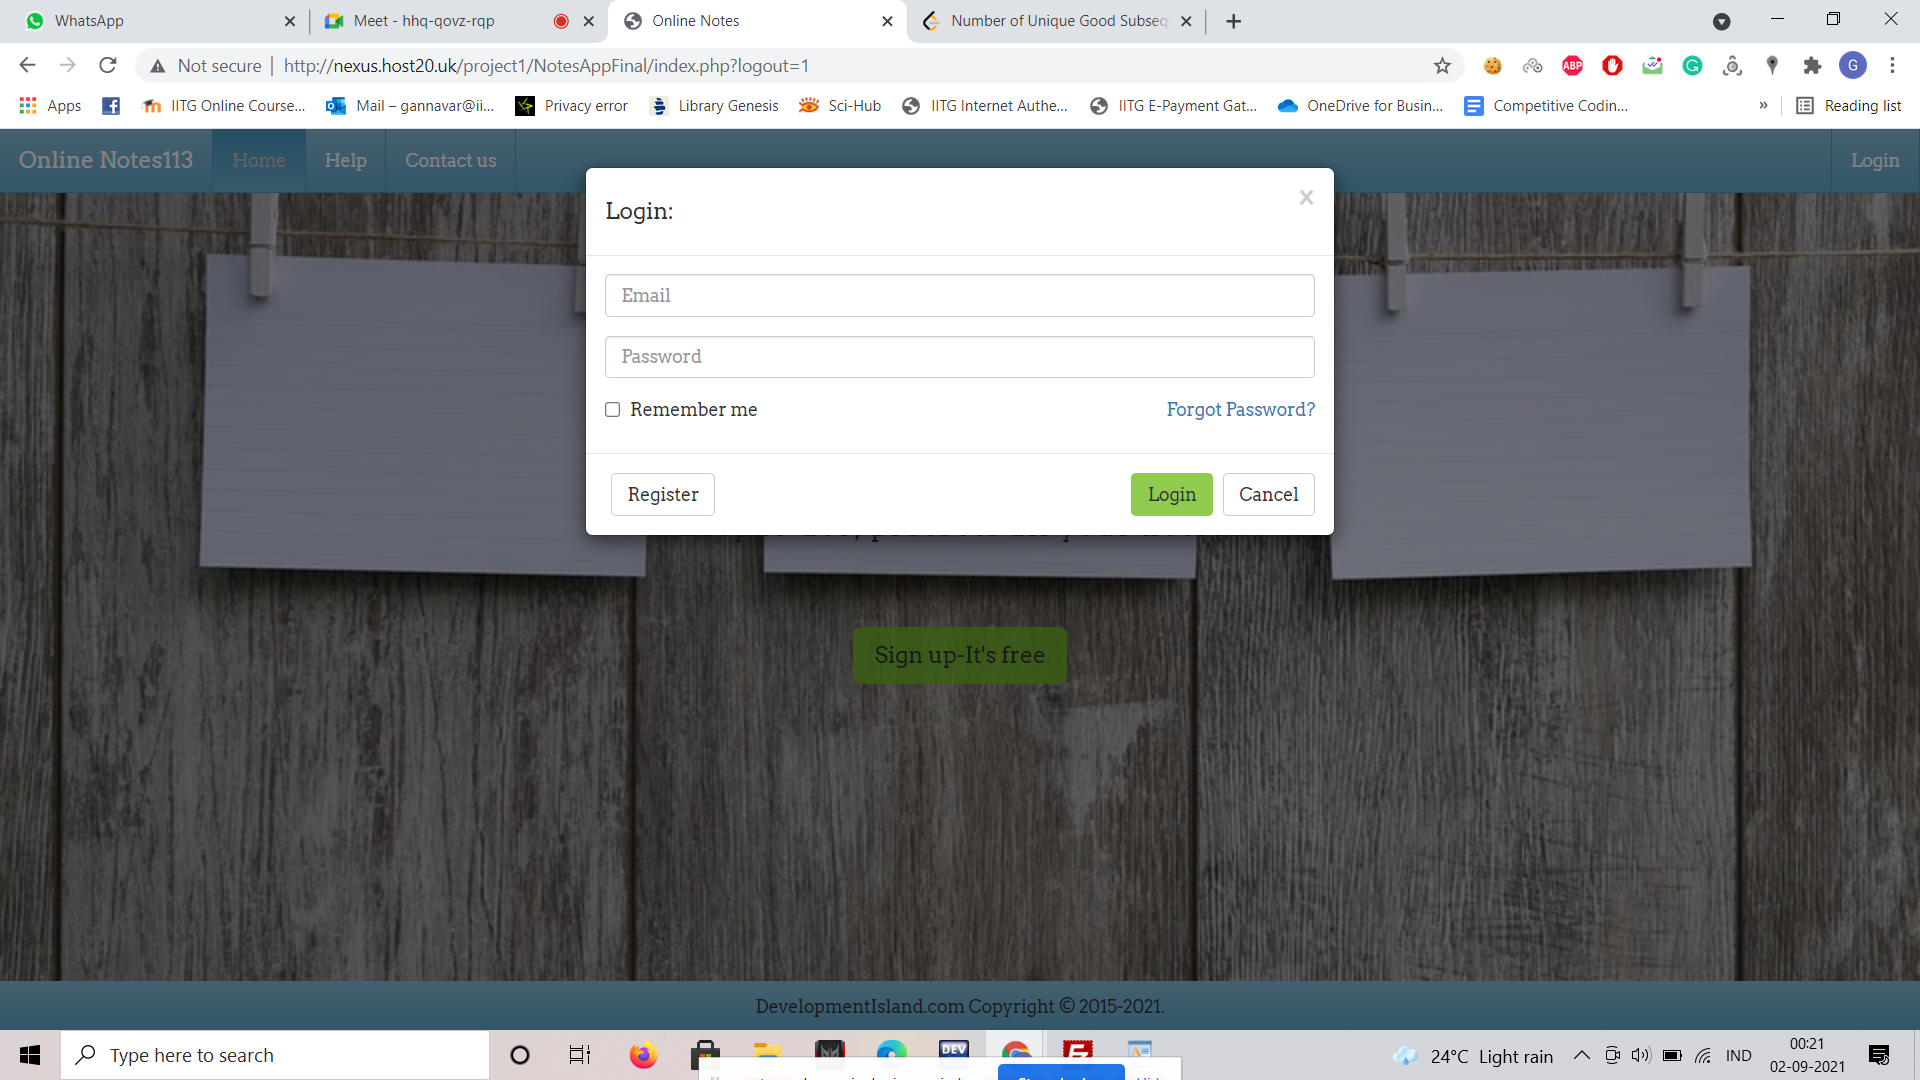 WhatsApp
Meet - hhq-qovz-rqp
Online Notes
Number of Unique Good Subseq
Not secure
http://nexus.host20.uk/project1/NotesAppFinal/index.php?logout=1
ABP
G
Apps
IITG Online Course...
Mail – gannavar@ii...
Privacy error
Library Genesis
Sci-Hub
IITG Internet Authe...
IITG E-Payment Gat...
OneDrive for Busin...
Competitive Codin...
»
Reading list
Online Notes113
Home
Help
Contact us
Login
Login:
×
Email
Password
Remember me
Forgot Password?
Register
Login
Cancel
Sign up-It's free
DevelopmentIsland.com Copyright © 2015-2021.
Type here to search
DEV
24°C Light rain
IND
00:21
02-09-2021